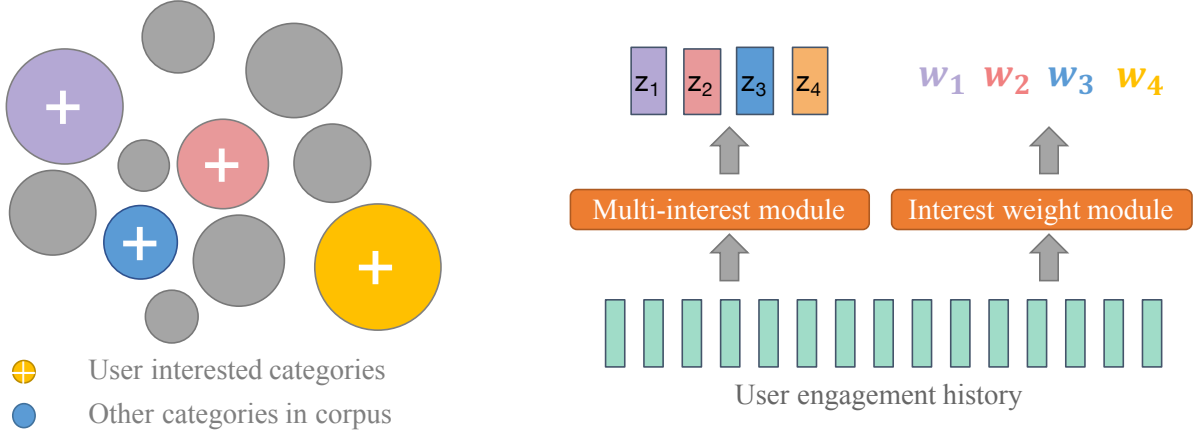 z₁ z₂ z₃ z₄
w₁ w₂ w₃ w₄
Multi-interest module
Interest weight module
User engagement history
User interested categories
Other categories in corpus